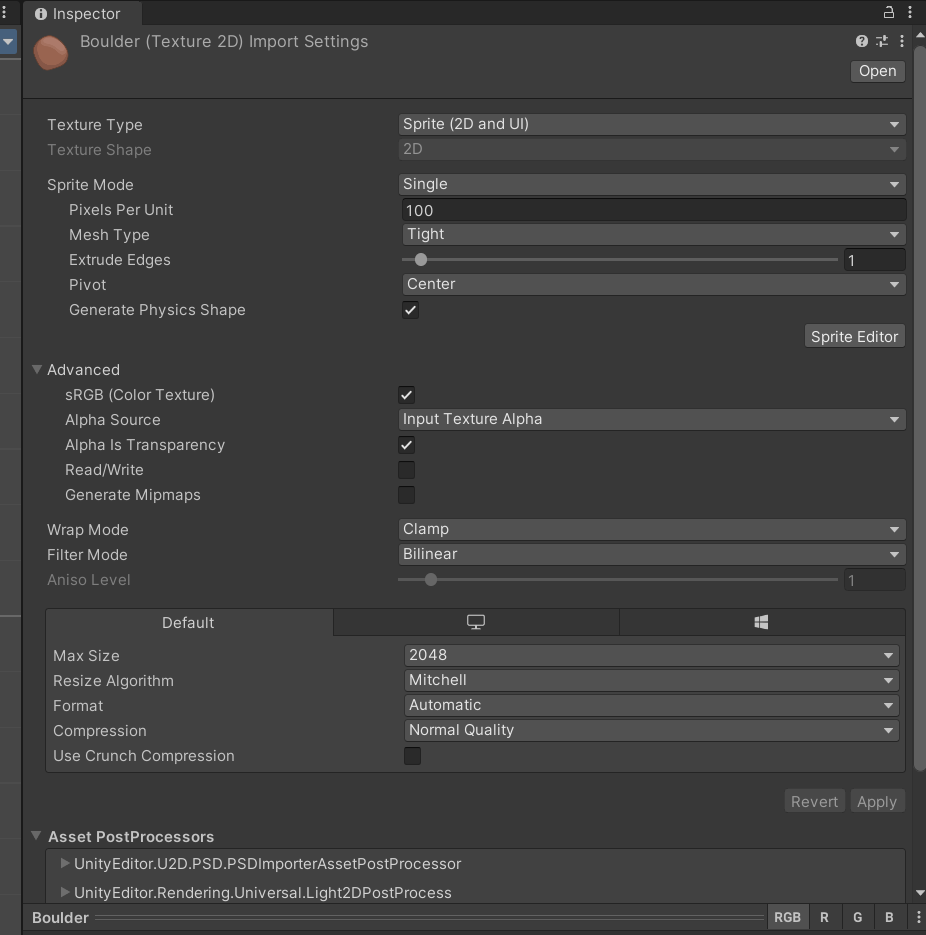 Inspector
Boulder (Texture 2D) Import Settings
Open
Texture Type Sprite (2D and UI)
Texture Shape 2D
Sprite Mode Single
Pixels Per Unit 100
Mesh Type Tight
Extrude Edges 1
Pivot Center
Generate Physics Shape
Sprite Editor
Advanced
sRGB (Color Texture)
Alpha Source Input Texture Alpha
Alpha Is Transparency
Read/Write
Generate Mipmaps
Wrap Mode Clamp
Filter Mode Bilinear
Aniso Level 1
Default
Max Size 2048
Resize Algorithm Mitchell
Format Automatic
Compression Normal Quality
Use Crunch Compression
Revert Apply
Asset PostProcessors
UnityEditor.U2D.PSD.PSDImporterAssetPostProcessor
UnityEditor.Rendering.Universal.Light2DPostProcess
Boulder RGB R G B